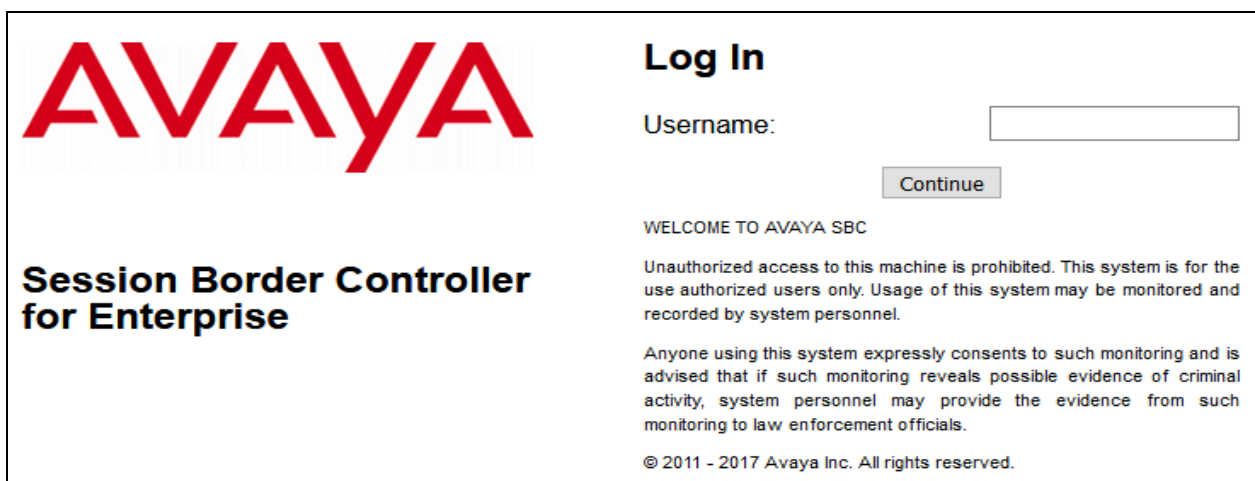 AVAYA
Session Border Controller
for Enterprise
Log In
Username:
Continue
WELCOME TO AVAYA SBC
Unauthorized access to this machine is prohibited. This system is for the
use authorized users only. Usage of this system may be monitored and
recorded by system personnel.
Anyone using this system expressly consents to such monitoring and is
advised that if such monitoring reveals possible evidence of criminal
activity, system personnel may provide the evidence from such
monitoring to law enforcement officials.
© 2011 - 2017 Avaya Inc. All rights reserved.